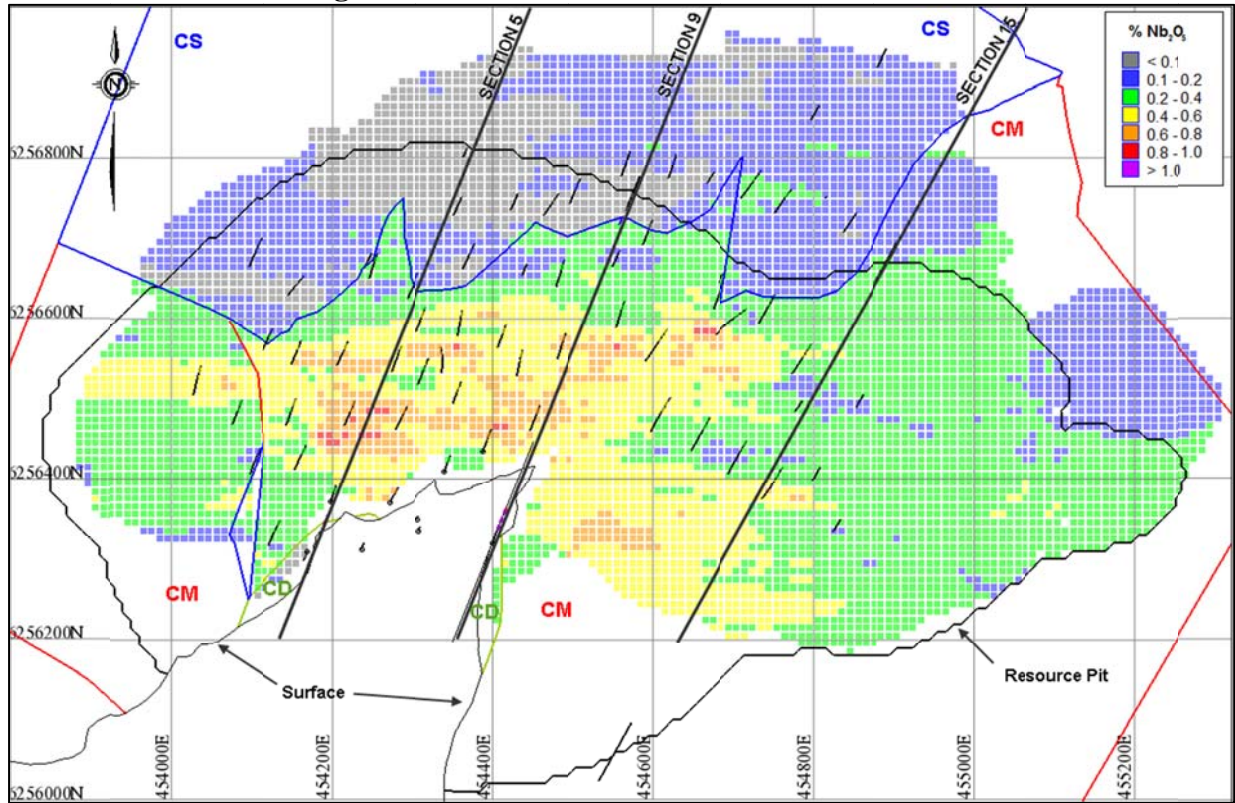 CS
SECTION 5
SECTION 9
CS
SECTION 15
% Nb₂O₅
< 0.1
0.1 - 0.2
0.2 - 0.4
0.4 - 0.6
0.6 - 0.8
0.8 - 1.0
> 1.0
N
CM
6256800N
6256600N
6256400N
CM
CD
CD
CM
6256200N
Surface
Resource Pit
454000E
454200E
454400E
454600E
454800E
455000E
455200E
6256000N